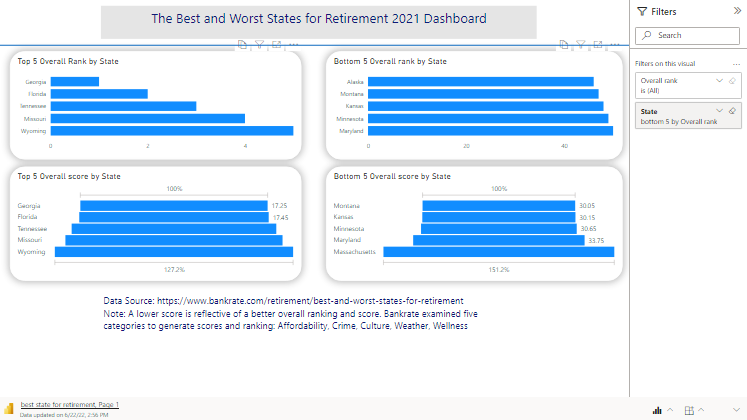 The Best and Worst States for Retirement 2021 Dashboard
Filters
Search
Filters on this visual
Overall rank
is (All)
State
bottom 5 by Overall rank
Top 5 Overall Rank by State
Georgia
Florida
Tennessee
Missouri
Wyoming
0 2 4
Bottom 5 Overall rank by State
Alaska
Montana
Kansas
Minnesota
Maryland
0 20 40
Top 5 Overall score by State
100%
Georgia 17.25
Florida 17.45
Tennessee
Missouri
Wyoming
127.2%
Bottom 5 Overall score by State
100%
Montana 30.05
Kansas 30.15
Minnesota 30.65
Maryland 33.75
Massachusetts
151.2%
Data Source: https://www.bankrate.com/retirement/best-and-worst-states-for-retirement
Note: A lower score is reflective of a better overall ranking and score. Bankrate examined five
categories to generate scores and ranking: Affordability, Crime, Culture, Weather, Wellness
best state for retirement, Page 1
Data updated on 6/22/22, 2:56 PM